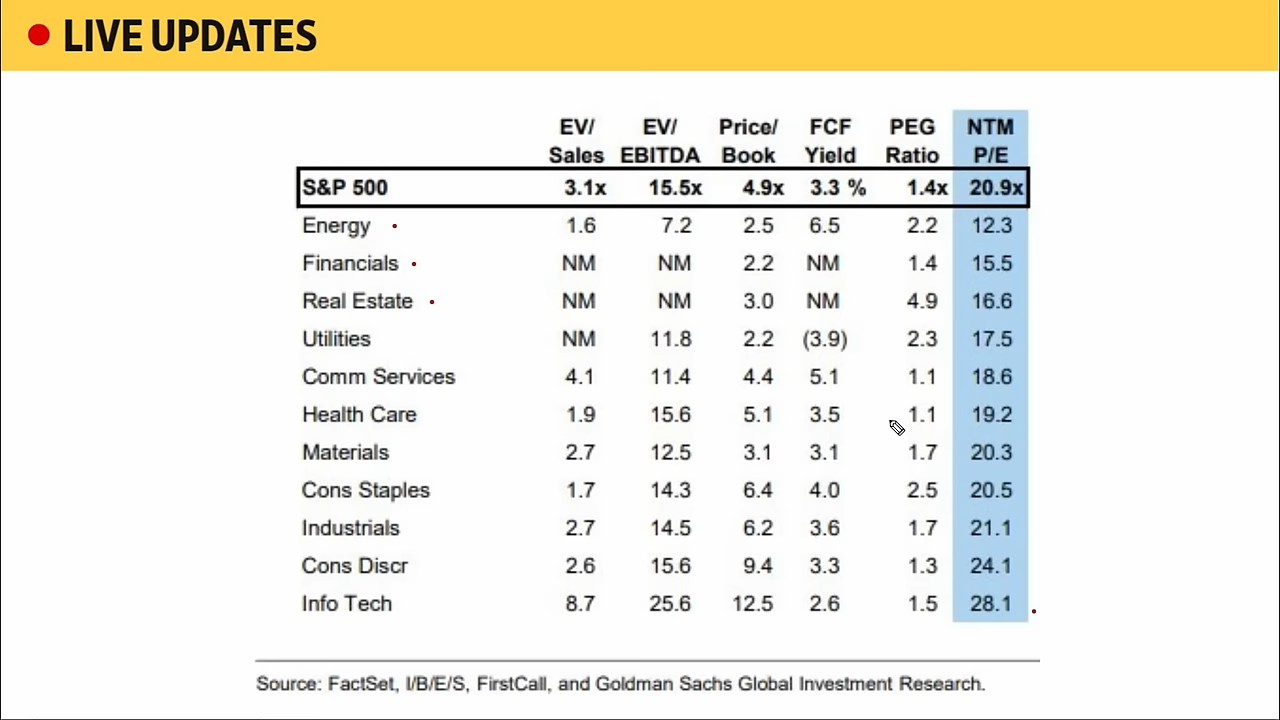 LIVE UPDATES
EV/ EV/ Price/ FCF PEG NTM
Sales EBITDA Book Yield Ratio P/E
S&P 500 3.1x 15.5x 4.9x 3.3 % 1.4x 20.9x
Energy 1.6 7.2 2.5 6.5 2.2 12.3
Financials NM NM 2.2 NM 1.4 15.5
Real Estate NM NM 3.0 NM 4.9 16.6
Utilities NM 11.8 2.2 (3.9) 2.3 17.5
Comm Services 4.1 11.4 4.4 5.1 1.1 18.6
Health Care 1.9 15.6 5.1 3.5 1.1 19.2
Materials 2.7 12.5 3.1 3.1 1.7 20.3
Cons Staples 1.7 14.3 6.4 4.0 2.5 20.5
Industrials 2.7 14.5 6.2 3.6 1.7 21.1
Cons Discr 2.6 15.6 9.4 3.3 1.3 24.1
Info Tech 8.7 25.6 12.5 2.6 1.5 28.1
Source: FactSet, I/B/E/S, FirstCall, and Goldman Sachs Global Investment Research.